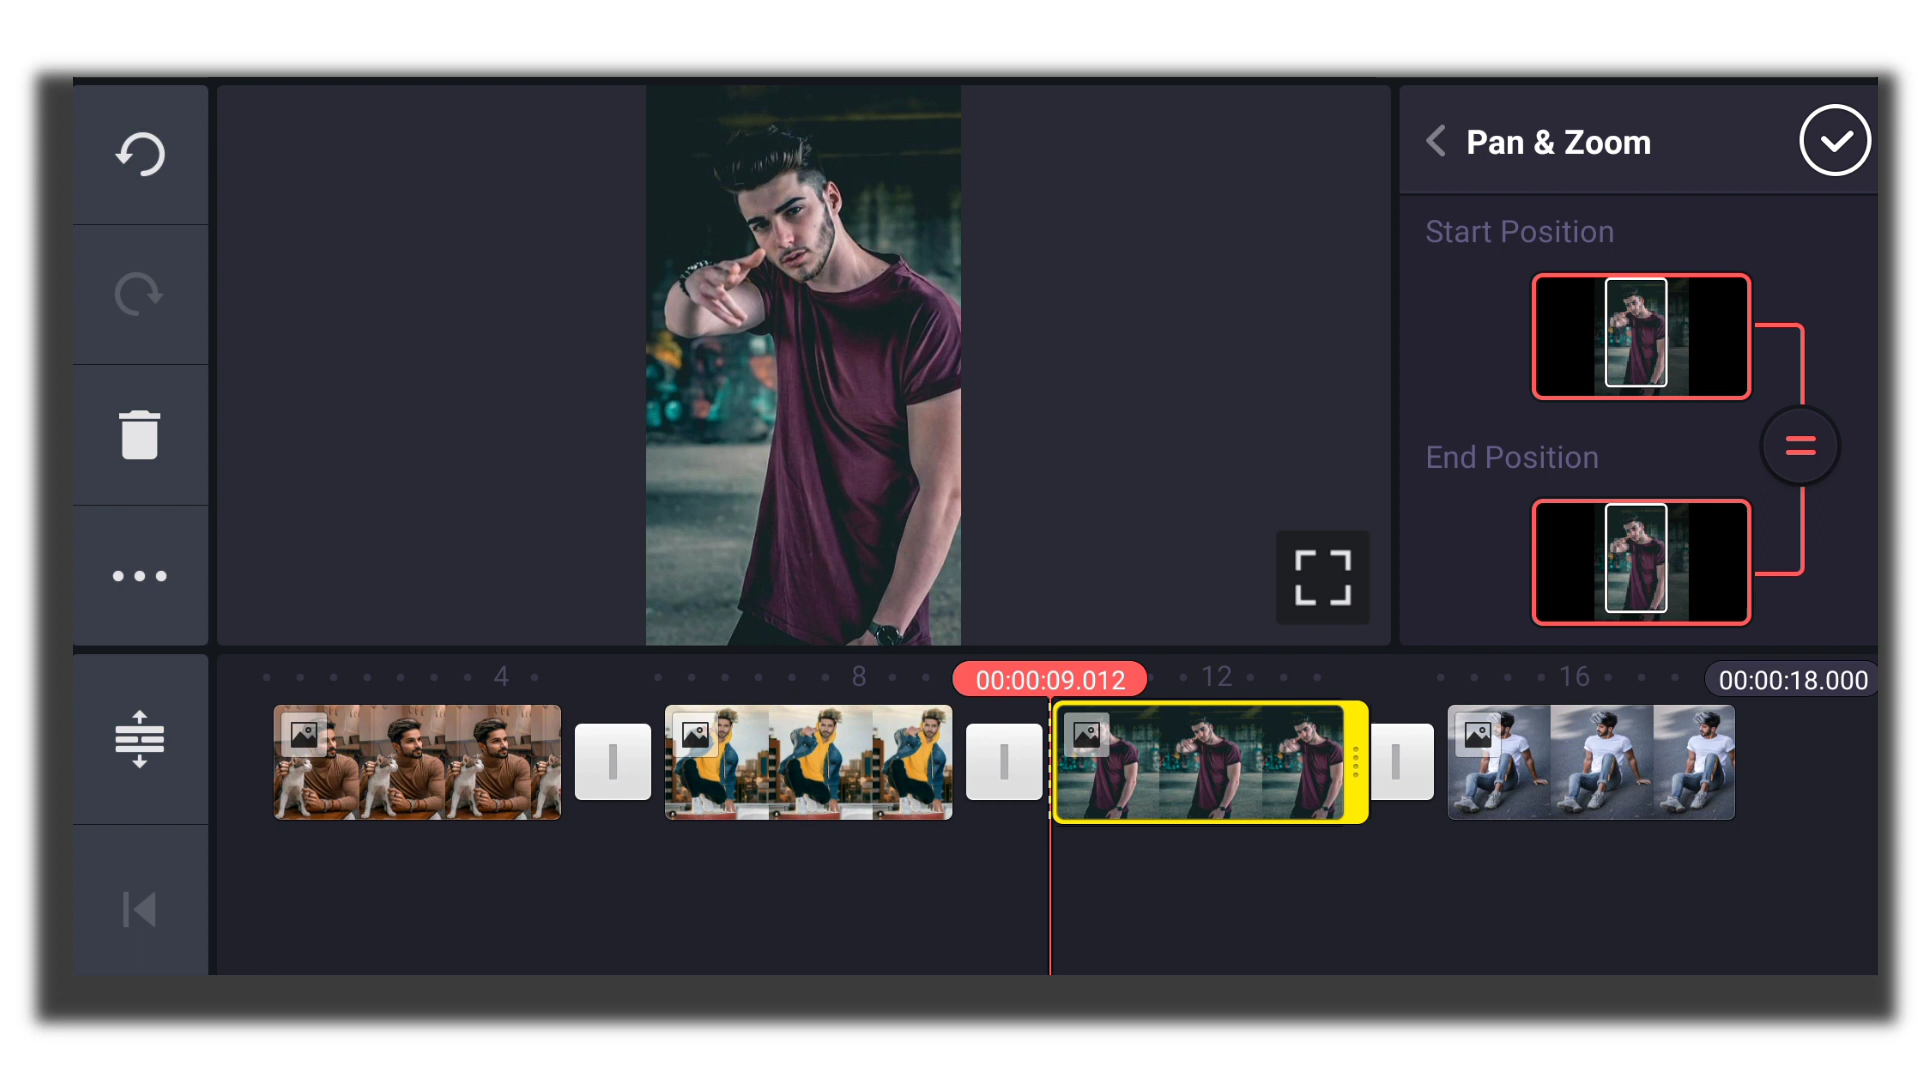 Pan & Zoom
Start Position
End Position
4
8
00:00:09.012
12
16
00:00:18.000